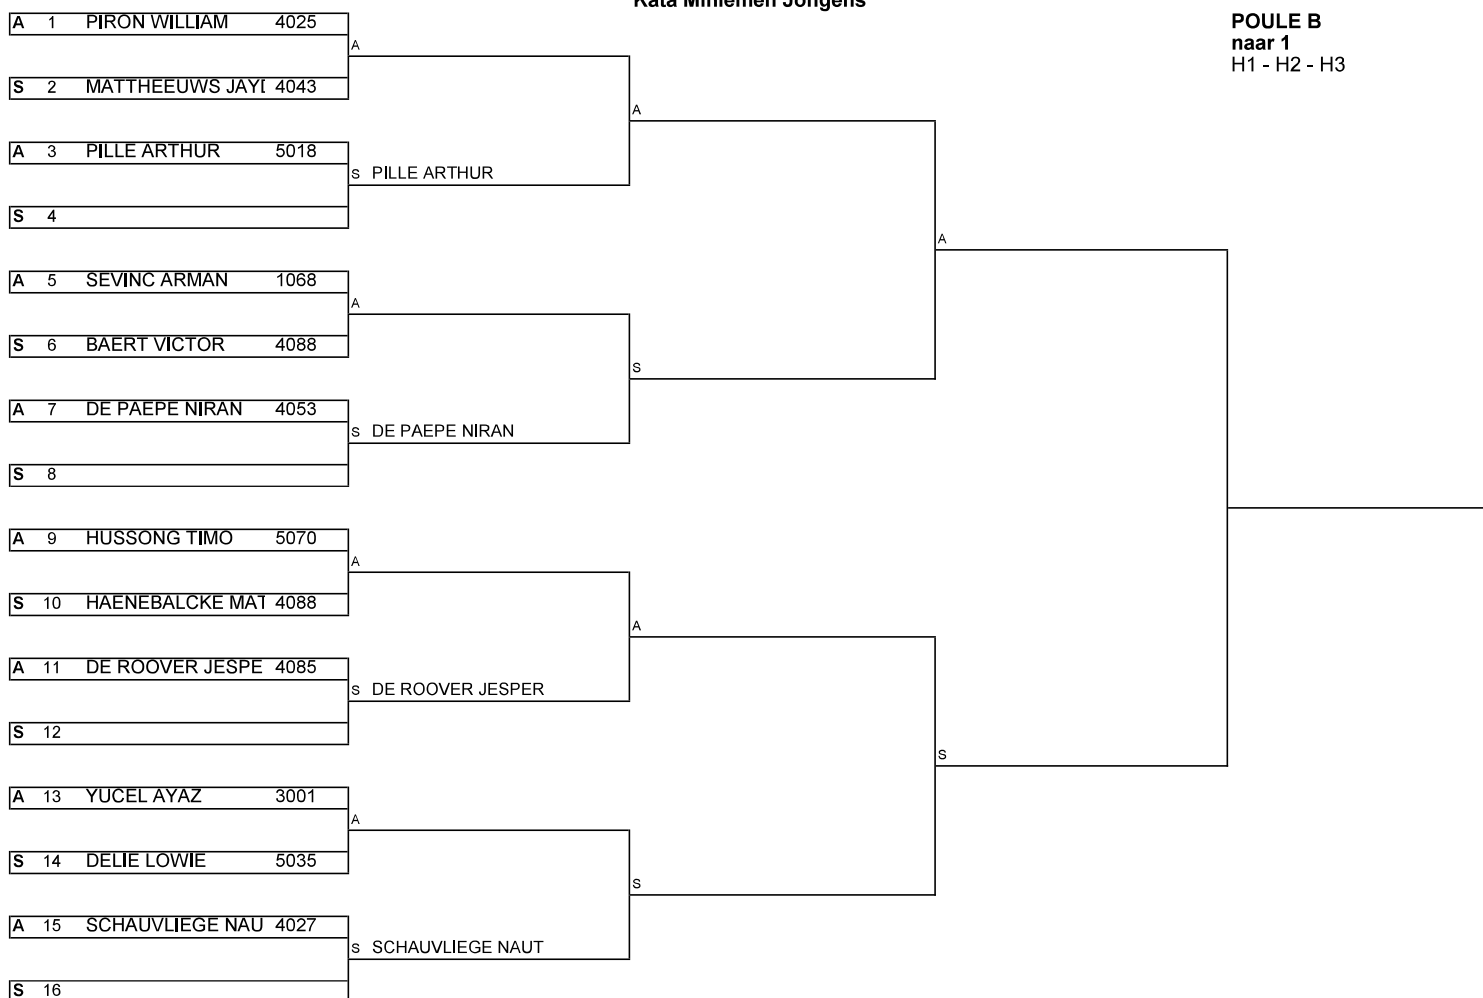 Kata Miniemen Jongens
POULE B
naar 1
H1 - H2 - H3
A 1 PIRON WILLIAM 4025
A
S 2 MATTHEEUWS 4043
A
A 3 PILLE ARTHUR 5018
S PILLE ARTHUR
S 4
A
A 5 SEVINC ARMAN 1068
A
S 6 BAERT VICTOR 4088
S
A 7 DE PAEPE NIRAN 4053
S DE PAEPE NIRAN
S 8
A 9 HUSSONG TIMO 5070
A
S 10 HAENEBALCKE MAT 4088
A
A 11 DE ROOVER JESPE 4085
S DE ROOVER JESPER
S 12
S
A 13 YUCEL AYAZ 3001
A
S 14 DELIE LOWIE 5035
S
A 15 SCHAUVLIEGE NAU 4027
S SCHAUVLIEGE NAUT
S 16